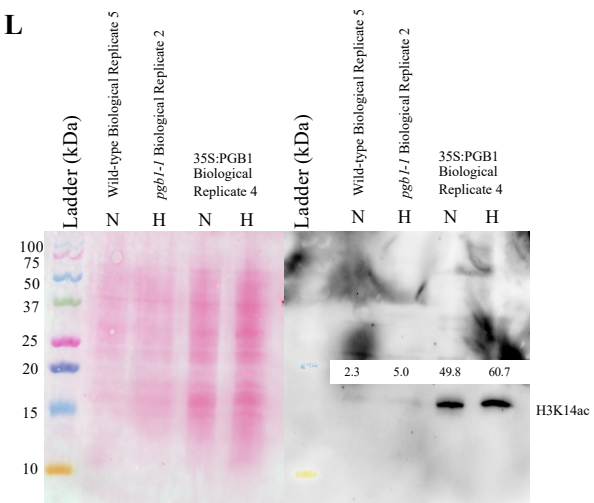 L
Ladder (kDa)
Wild-type Biological Replicate 5
pgb1-1 Biological Replicate 2
35S:PGB1
Biological
Replicate 4
N H N H
Ladder (kDa)
Wild-type Biological Replicate 5
pgb1-1 Biological Replicate 2
35S:PGB1
Biological
Replicate 4
N H N H
100
75
50
37
25
20
15
10
2.3 5.0 49.8 60.7
H3K14ac